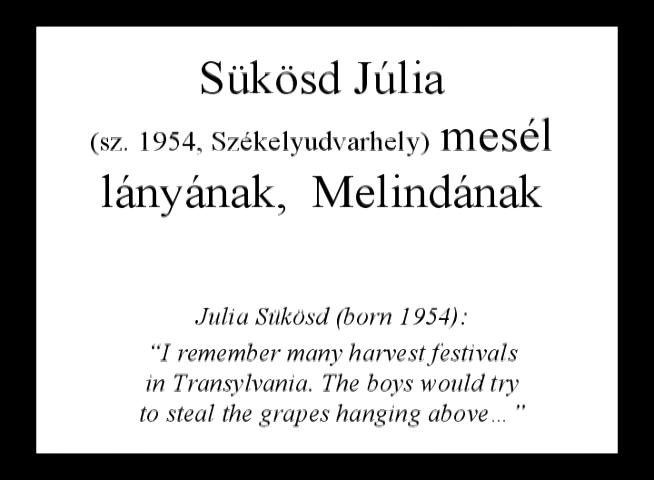 Sükösd Júlia
(sz. 1954, Székelyudvarhely) mesél
lányának, Melindának
Julia Sükösd (born 1954):
“I remember many harvest festivals
in Transylvania. The boys would try
to steal the grapes hanging above... ”